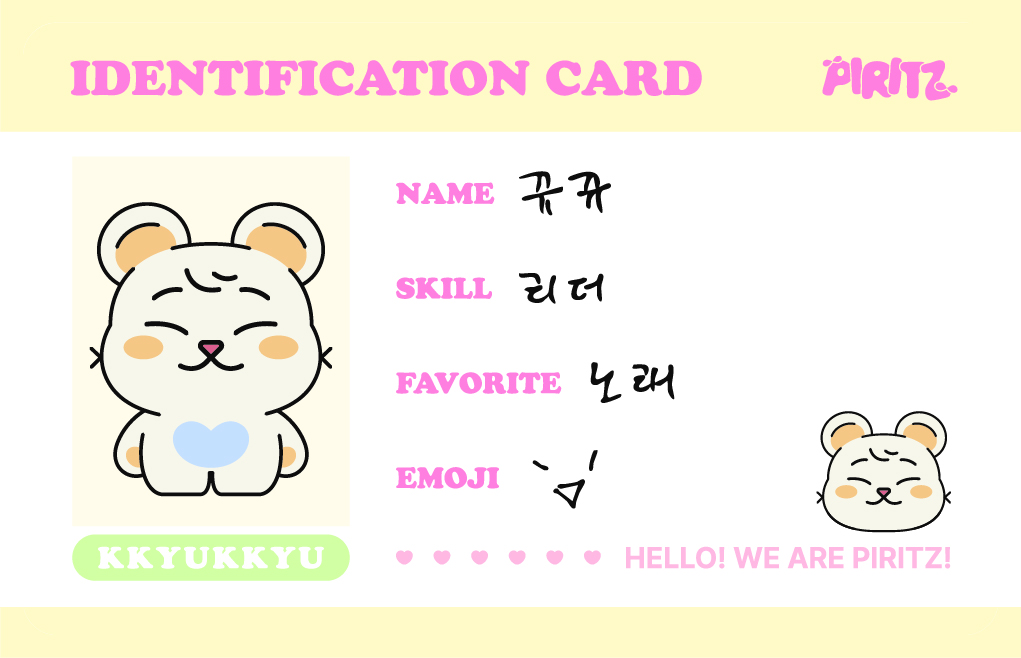 IDENTIFICATION CARD PIRITZ
NAME 뀨뀨
SKILL 리더
FAVORITE 노래
EMOJI
KKYUKKYU
HELLO! WE ARE PIRITZ!